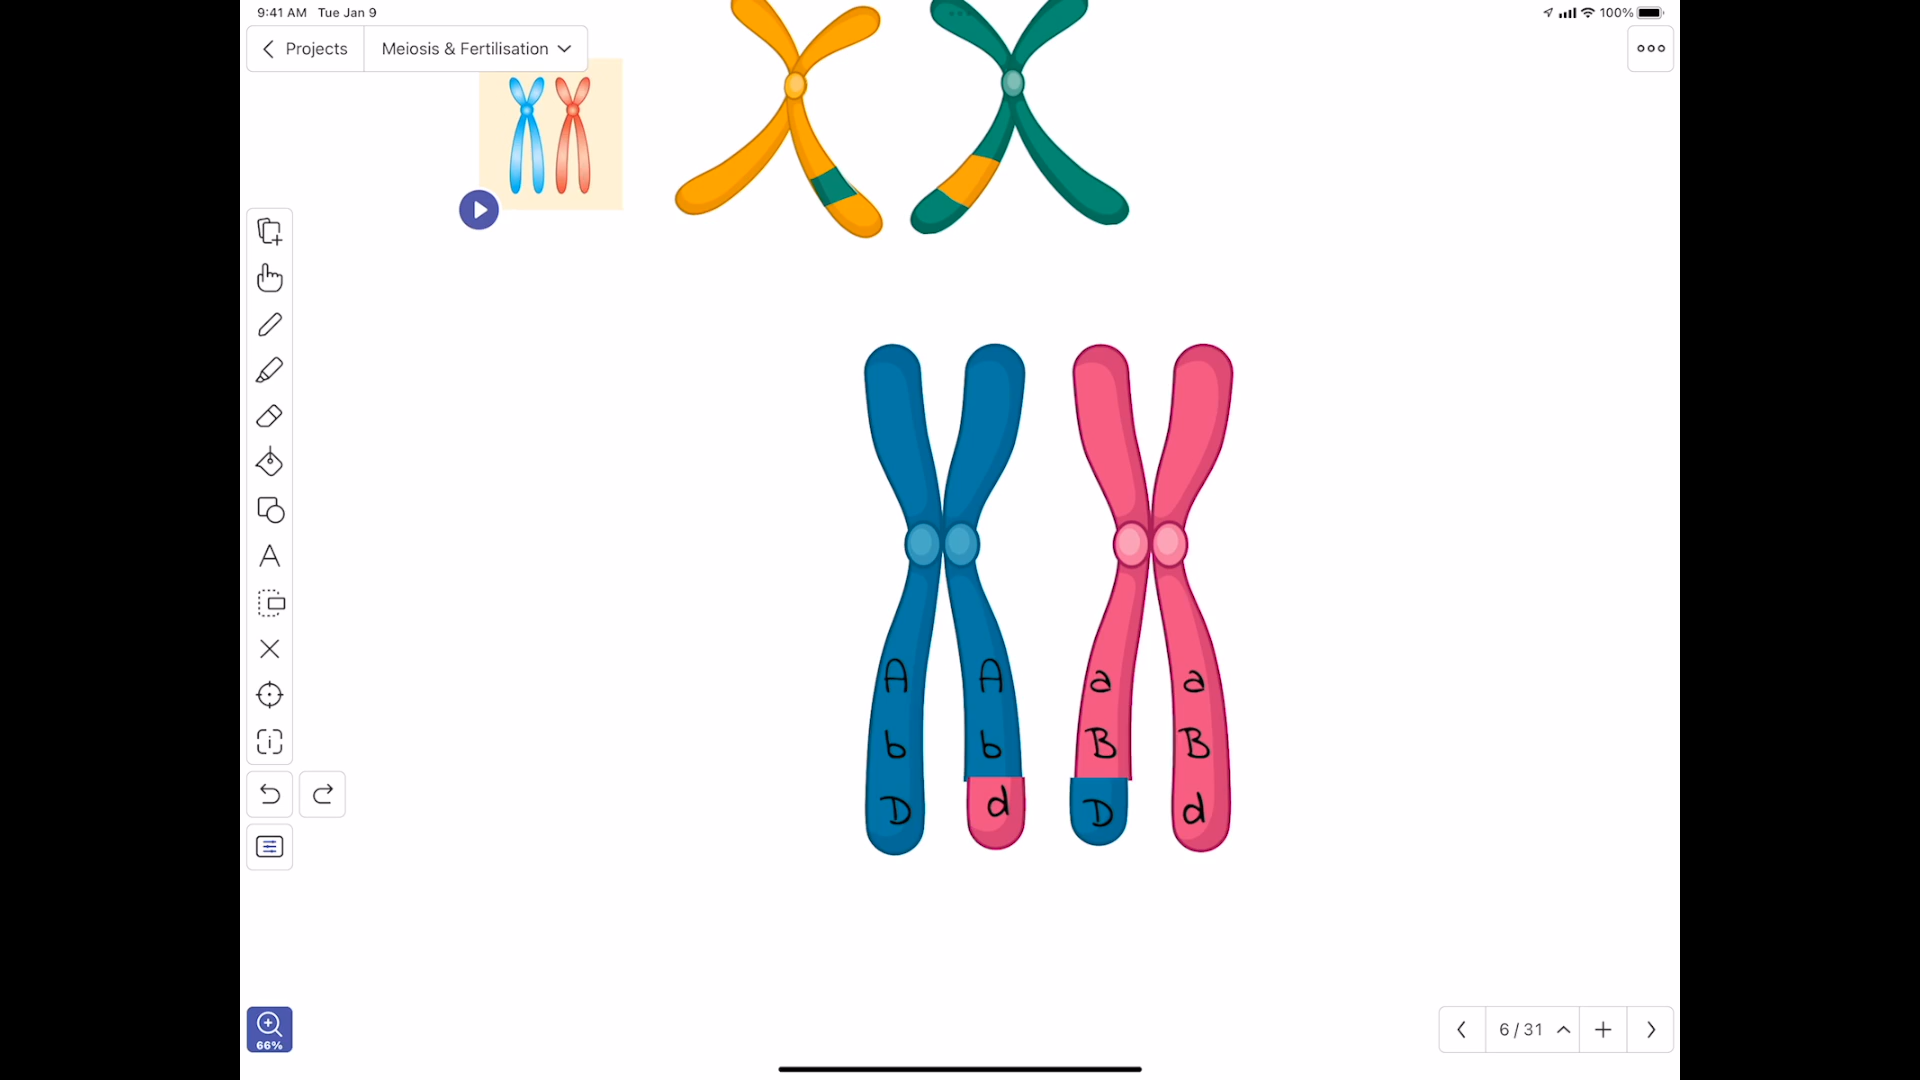 9:41 AM Tue Jan 9
100%
Projects
Meiosis & Fertilisation
A A a a
b b B B
D d D d
66%
6 / 31